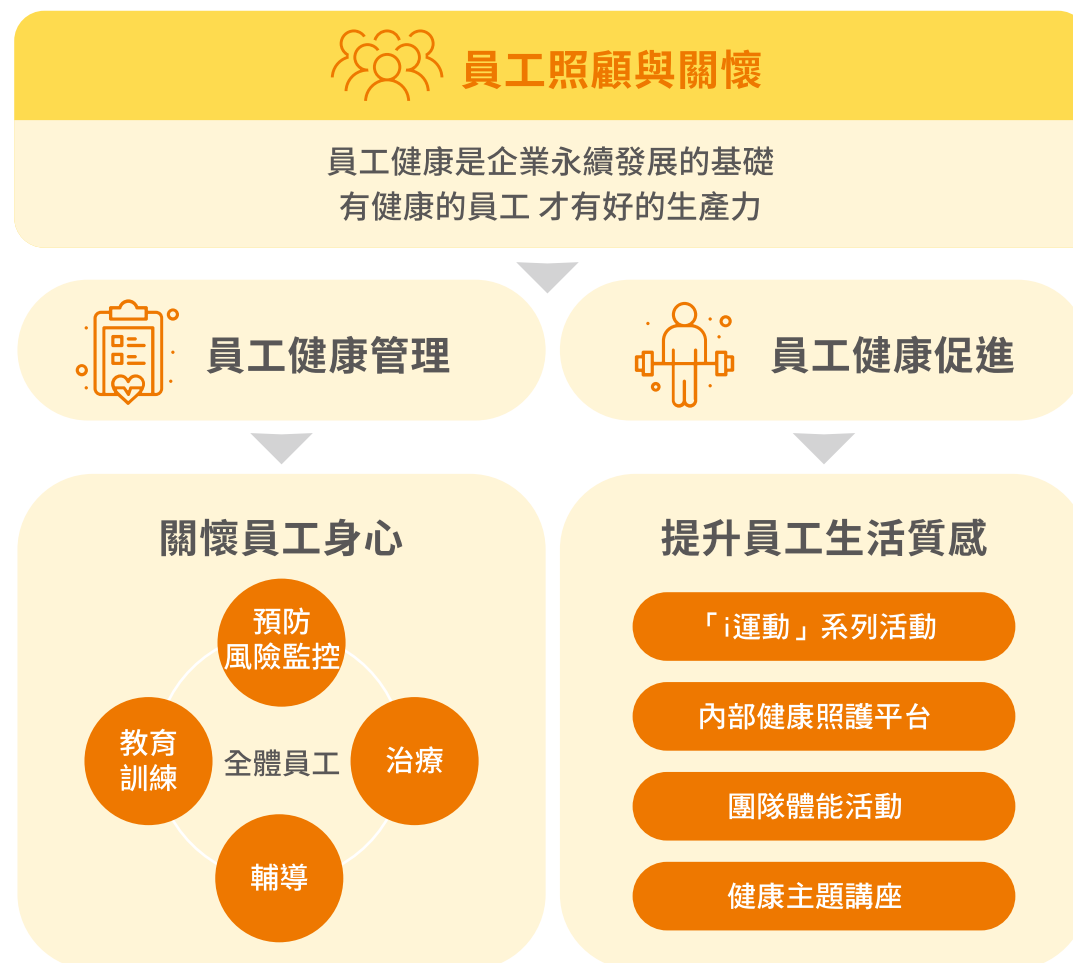 員工照顧與關懷
員工健康是企業永續發展的基礎
有健康的員工 才有好的生產力
員工健康管理
員工健康促進
關懷員工身心
預防
風險監控
教育
訓練
全體員工
治療
輔導
提升員工生活質感
「i運動」系列活動
內部健康照護平台
團隊體能活動
健康主題講座